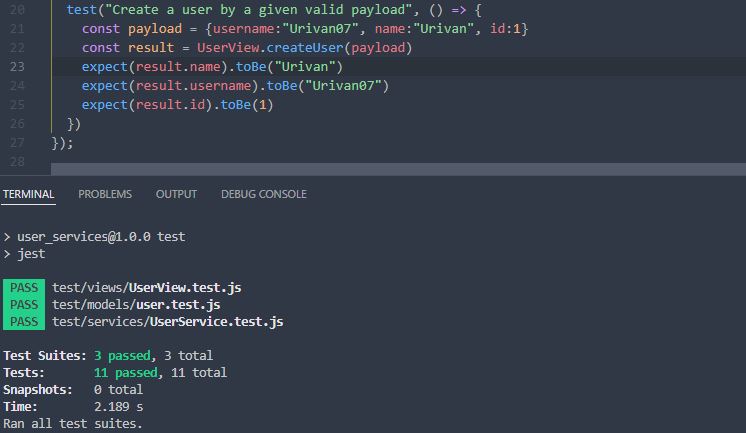 20 test("Create a user by a given valid payload", () => {
21 const payload = {username:"Urivan07", name:"Urivan", id:1}
22 const result = UserView.createUser(payload)
23 expect(result.name).toBe("Urivan")
24 expect(result.username).toBe("Urivan07")
25 expect(result.id).toBe(1)
26 })
27 });
28
TERMINAL PROBLEMS OUTPUT DEBUG CONSOLE
> user_services@1.0.0 test
> jest
PASS test/views/UserView.test.js
PASS test/models/user.test.js
PASS test/services/UserService.test.js
Test Suites: 3 passed, 3 total
Tests: 11 passed, 11 total
Snapshots: 0 total
Time: 2.189 s
Ran all test suites.